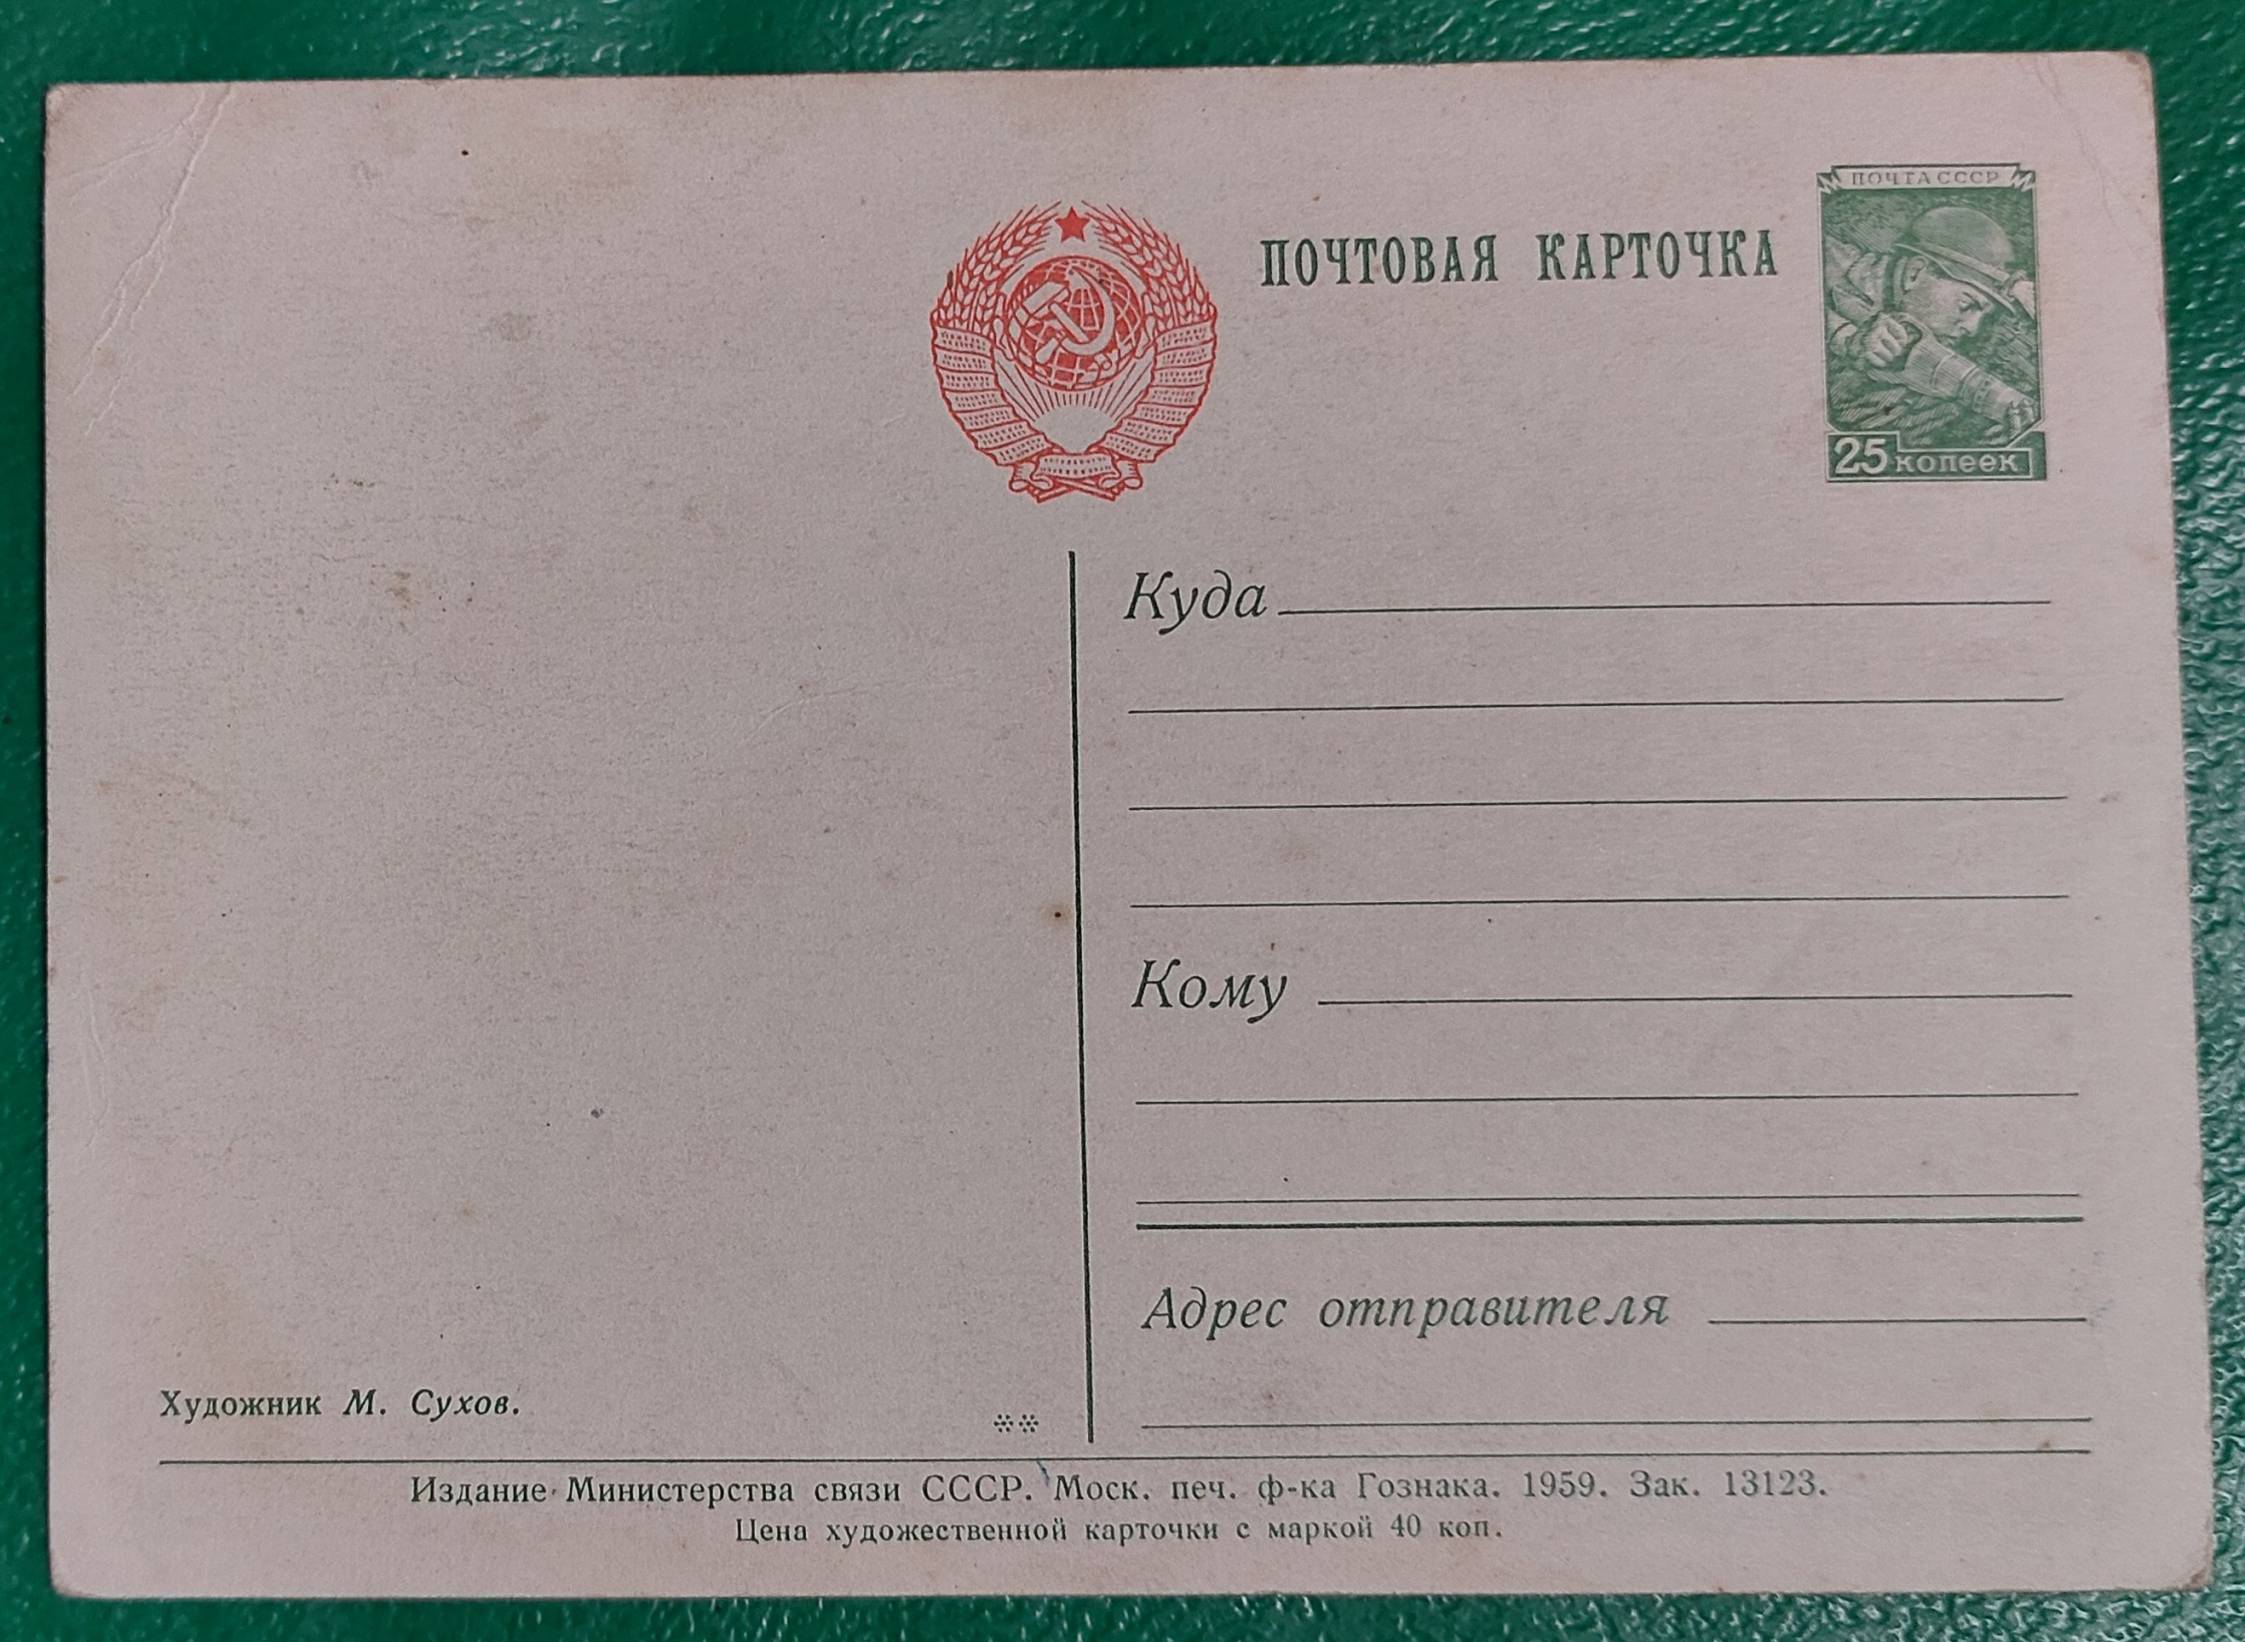 ПОЧТА СССР
ПОЧТОВАЯ КАРТОЧКА
25 копеек
Куда
Кому
Адрес отправителя
Художник М. Сухов.
Издание Министерства связи СССР. Моск. печ. ф-ка Гознака. 1959. Зак. 13123.
Цена художественной карточки с маркой 40 коп.